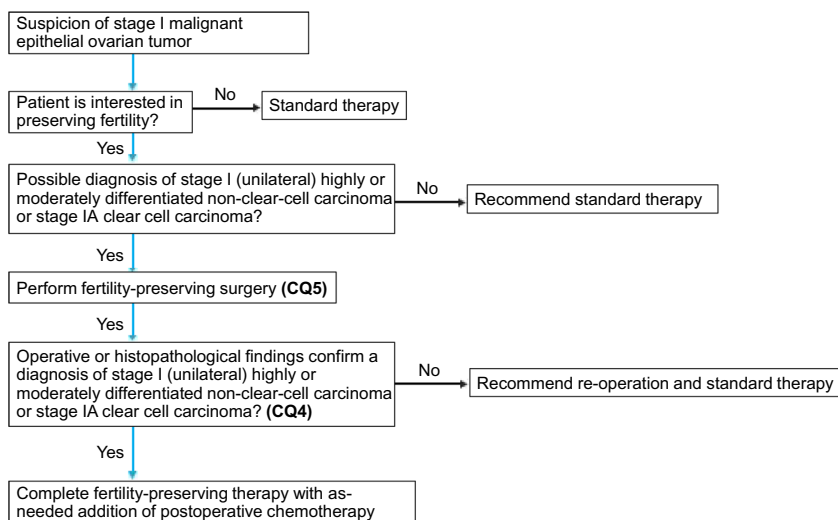 Suspicion of stage I malignant
epithelial ovarian tumor
Patient is interested in
preserving fertility?
No
Standard therapy
Yes
Possible diagnosis of stage I (unilateral) highly or
moderately differentiated non-clear-cell carcinoma
or stage IA clear cell carcinoma?
No
Recommend standard therapy
Yes
Perform fertility-preserving surgery (CQ5)
Yes
Operative or histopathological findings confirm a
diagnosis of stage I (unilateral) highly or
moderately differentiated non-clear-cell carcinoma
or stage IA clear cell carcinoma? (CQ4)
No
Recommend re-operation and standard therapy
Yes
Complete fertility-preserving therapy with as-
needed addition of postoperative chemotherapy